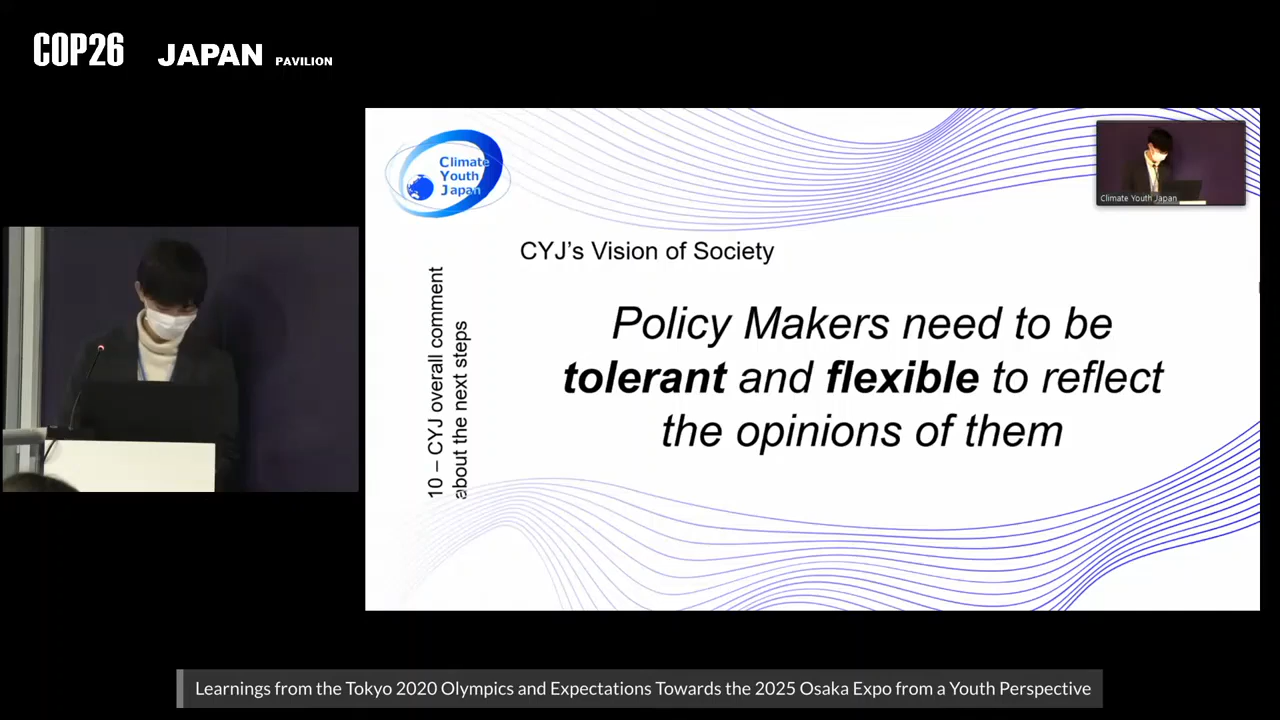 COP26 JAPAN PAVILION
Climate
Youth
Japan
Climate Youth Japan
CYJ's Vision of Society
10 – CYJ overall comment
about the next steps
Policy Makers need to be
tolerant and flexible to reflect
the opinions of them
Learnings from the Tokyo 2020 Olympics and Expectations Towards the 2025 Osaka Expo from a Youth Perspective